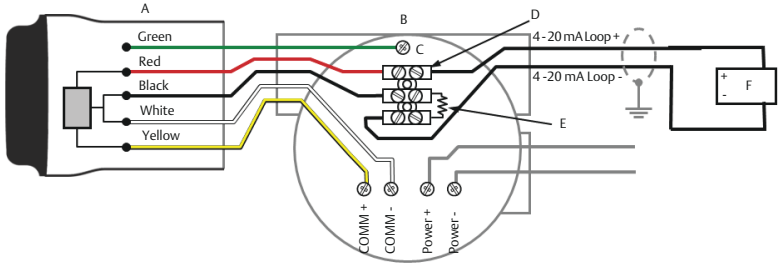 A
B
D
Green
C
4-20 mA Loop +
Red
Black
4-20 mA Loop -
+
-
F
White
E
Yellow
COMM +
COMM -
Power +
Power -